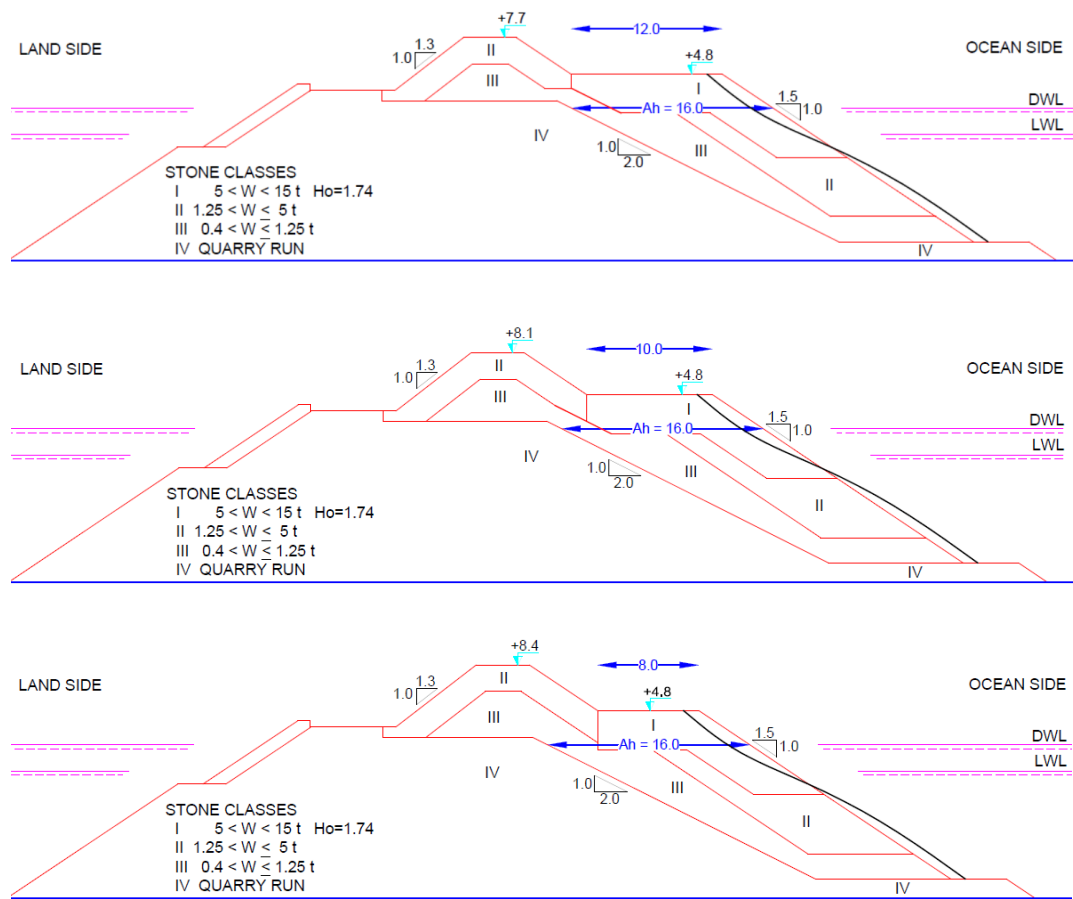 +7.7
12.0
LAND SIDE
OCEAN SIDE
1.3
1.0
II
+4.8
III
I
1.5
1.0
DWL
Ah = 16.0
LWL
IV
1.0
2.0
III
II
STONE CLASSES
I 5 < W < 15 t Ho=1.74
II 1.25 < W ≤ 5 t
III 0.4 < W ≤ 1.25 t
IV QUARRY RUN
IV
+8.1
10.0
LAND SIDE
OCEAN SIDE
1.3
1.0
II
+4.8
III
I
1.5
1.0
DWL
Ah = 16.0
LWL
IV
1.0
2.0
III
II
STONE CLASSES
I 5 < W < 15 t Ho=1.74
II 1.25 < W ≤ 5 t
III 0.4 < W ≤ 1.25 t
IV QUARRY RUN
IV
+8.4
8.0
LAND SIDE
OCEAN SIDE
1.3
1.0
II
+4.8
III
I
1.5
1.0
DWL
Ah = 16.0
LWL
IV
1.0
2.0
III
II
STONE CLASSES
I 5 < W < 15 t Ho=1.74
II 1.25 < W ≤ 5 t
III 0.4 < W ≤ 1.25 t
IV QUARRY RUN
IV